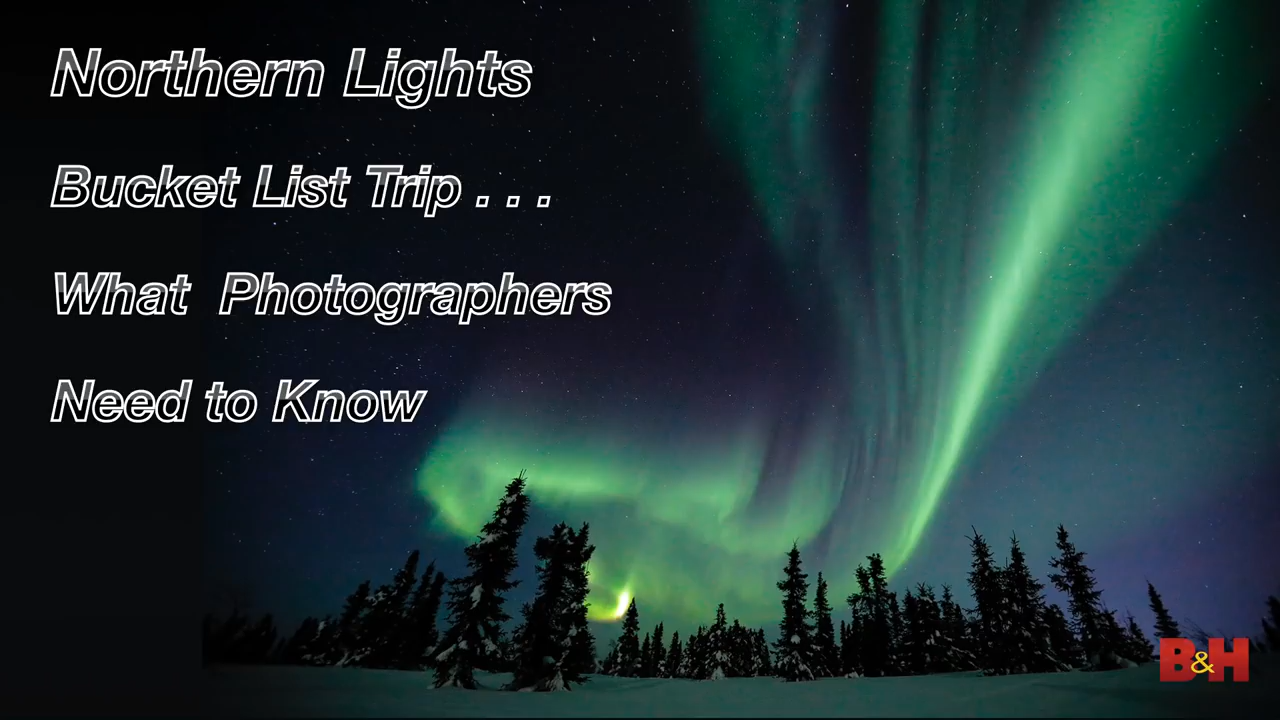 Northern Lights
Bucket List Trip . . .
What Photographers
Need to Know
B&H